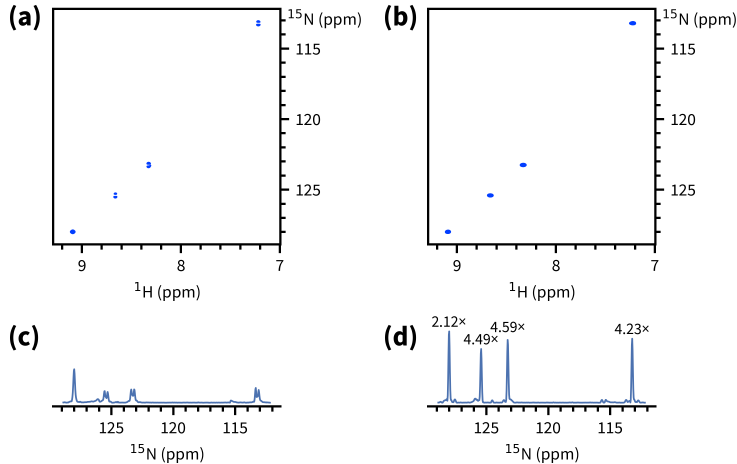 (a)
¹⁵N (ppm)
115
120
125
9 8 7
¹H (ppm)
(b)
¹⁵N (ppm)
115
120
125
9 8 7
¹H (ppm)
(c)
125 120 115
¹⁵N (ppm)
(d)
2.12× 4.49× 4.59× 4.23×
125 120 115
¹⁵N (ppm)